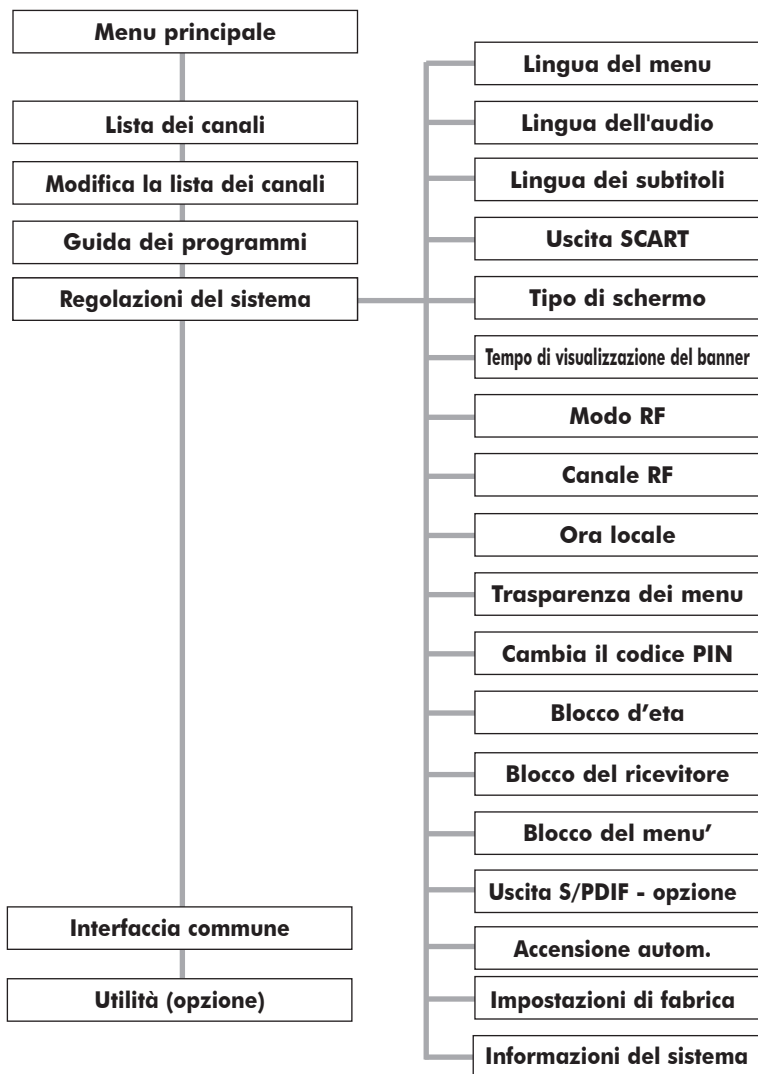 Menu principale
Lista dei canali
Modifica la lista dei canali
Guida dei programmi
Regolazioni del sistema
Interfaccia commune
Utilità (opzione)
Lingua del menu
Lingua dell'audio
Lingua dei subtitoli
Uscita SCART
Tipo di schermo
Tempo di visualizzazione del banner
Modo RF
Canale RF
Ora locale
Trasparenza dei menu
Cambia il codice PIN
Blocco d’eta
Blocco del ricevitore
Blocco del menu’
Uscita S/PDIF - opzione
Accensione autom.
Impostazioni di fabrica
Informazioni del sistema